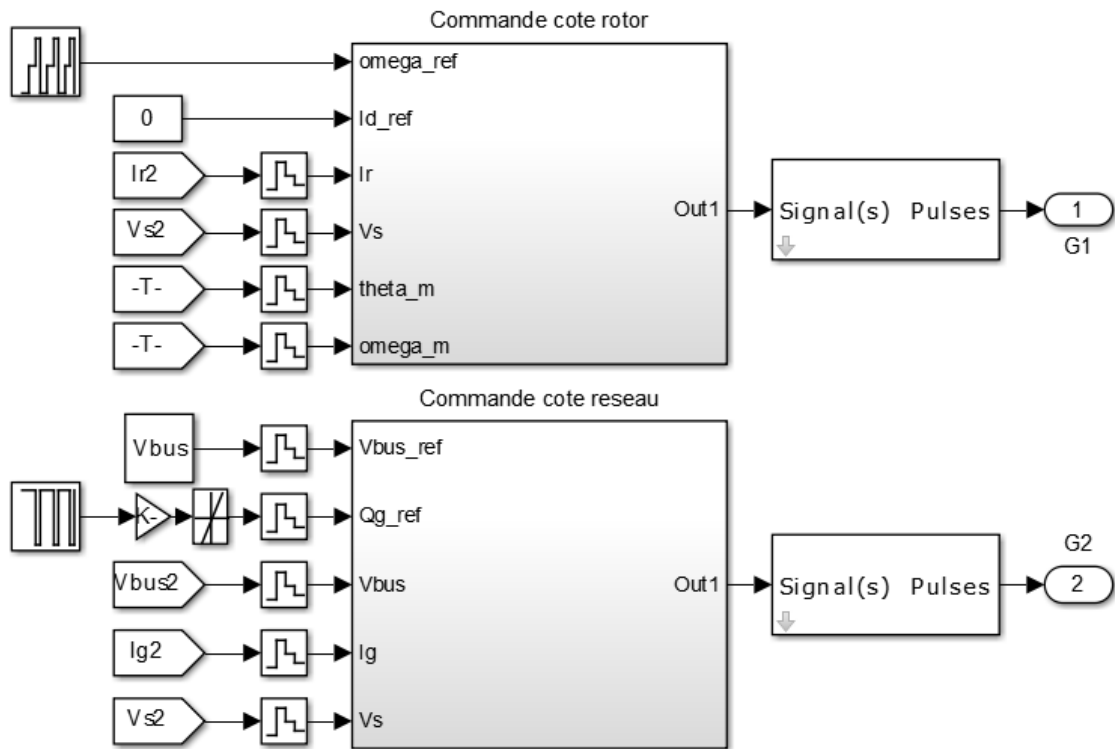 Commande cote rotor
omega_ref
0
Id_ref
Ir2
Ir
Vs2
Vs
-T-
theta_m
-T-
omega_m
Out1
Signal(s) Pulses
1
G1
Commande cote reseau
Vbus
Vbus_ref
K-
Qg_ref
Vbus2
Vbus
Ig2
Ig
Vs2
Vs
Out1
Signal(s) Pulses
G2
2